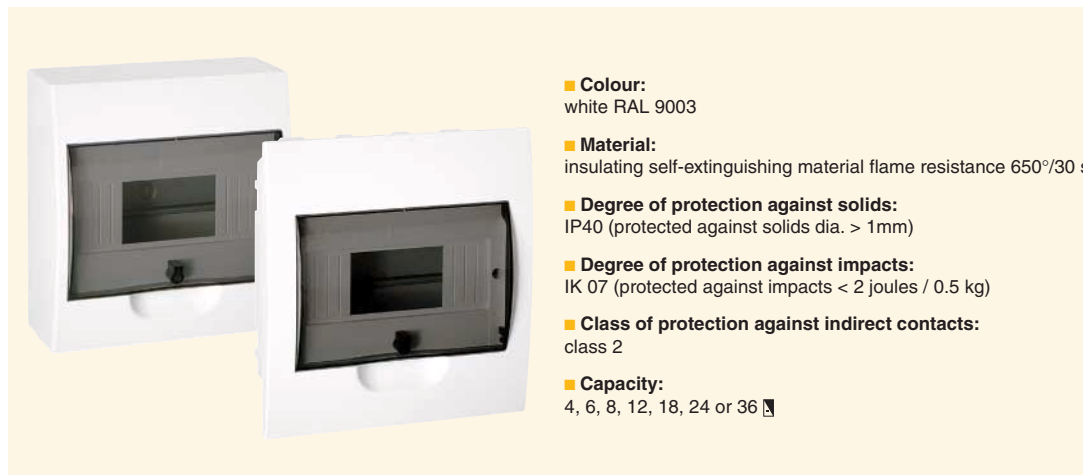 Colour:
white RAL 9003
Material:
insulating self-extinguishing material flame resistance 650°/30 s
Degree of protection against solids:
IP40 (protected against solids dia. > 1mm)
Degree of protection against impacts:
IK 07 (protected against impacts < 2 joules / 0.5 kg)
Class of protection against indirect contacts:
class 2
Capacity:
4, 6, 8, 12, 18, 24 or 36